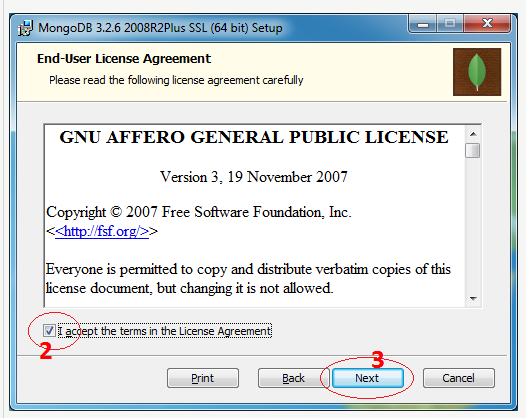 MongoDB 3.2.6 2008R2Plus SSL (64 bit) Setup
End-User License Agreement
Please read the following license agreement carefully
GNU AFFERO GENERAL PUBLIC LICENSE
Version 3, 19 November 2007
Copyright © 2007 Free Software Foundation, Inc.
<<http://fsf.org/>>
Everyone is permitted to copy and distribute verbatim copies of this
license document, but changing it is not allowed.
I accept the terms in the License Agreement
2
3
Print Back Next Cancel